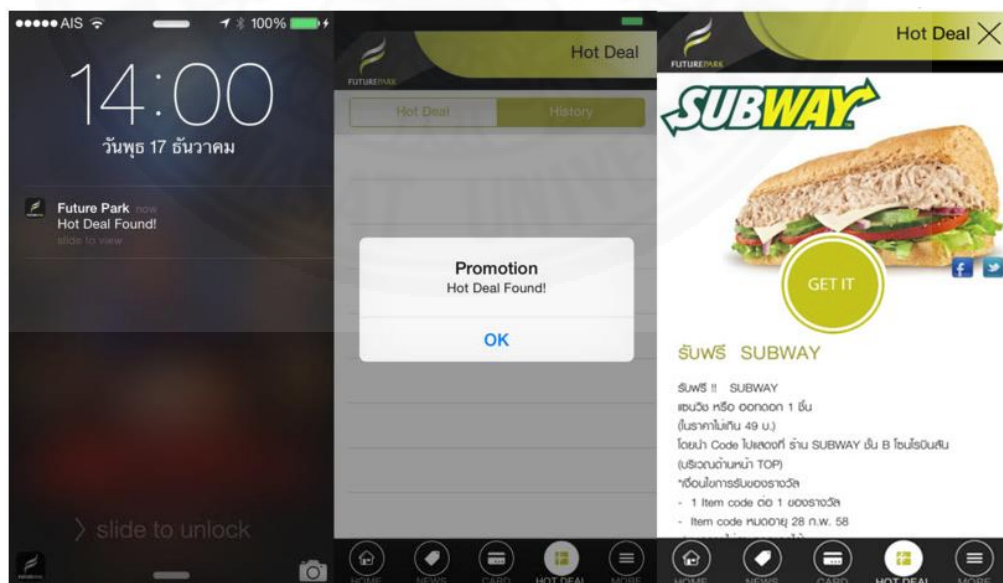 AIS
100%
14:00
วันพุธ 17 ธันวาคม
Future Park now
Hot Deal Found!
slide to view
slide to unlock
Hot Deal
FUTUREPARK
Hot Deal
History
Promotion
Hot Deal Found!
OK
HOME
NEWS
CARD
HOT DEAL
MORE
Hot Deal
FUTUREPARK
SUBWAY
GET IT
รับฟรี SUBWAY
รับฟรี !! SUBWAY
แซนวิช หรือ ฮอทดอก 1 ชิ้น
(ในราคาไม่เกิน 49 บ.)
โดยนำ Code ไปแสดงที่ ร้าน SUBWAY ชั้น B โซนโรบินสัน
(บริเวณด้านหน้า TOP)
*เงื่อนไขการรับของรางวัล
- 1 Item code ต่อ 1 ของรางวัล
- Item code หมดอายุ 28 ก.พ. 58
HOME
NEWS
CARD
HOT DEAL
MORE